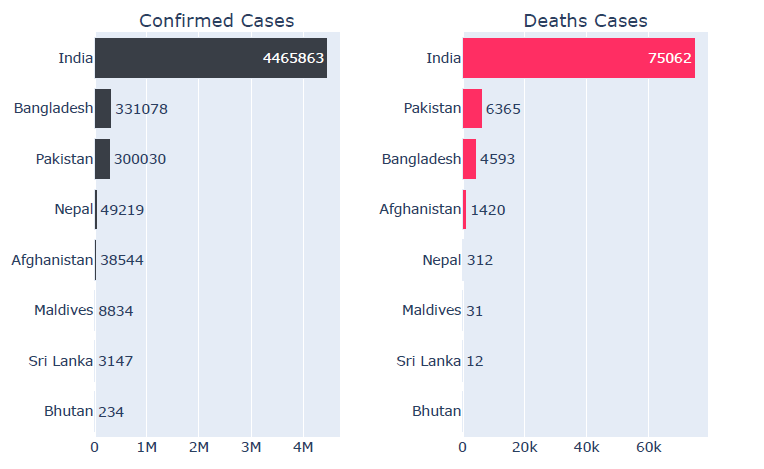 Confirmed Cases
India 4465863
Bangladesh 331078
Pakistan 300030
Nepal 49219
Afghanistan 38544
Maldives 8834
Sri Lanka 3147
Bhutan 234
0 1M 2M 3M 4M
Deaths Cases
India 75062
Pakistan 6365
Bangladesh 4593
Afghanistan 1420
Nepal 312
Maldives 31
Sri Lanka 12
Bhutan
0 20k 40k 60k